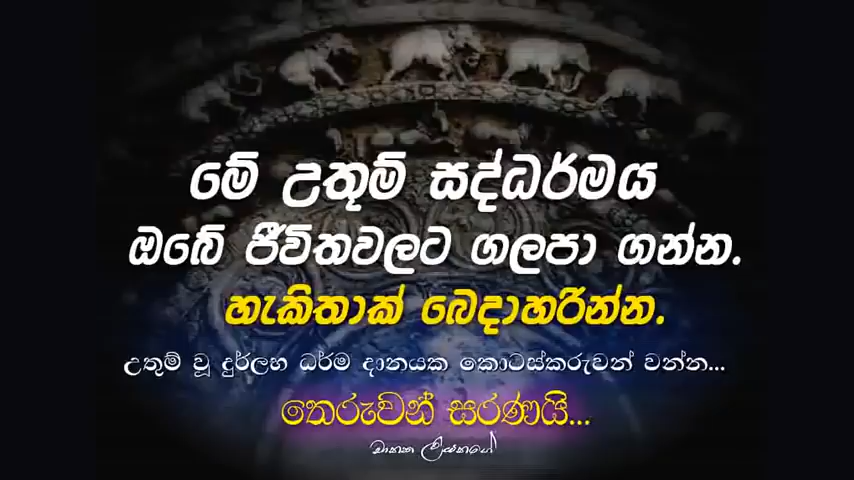 මේ උතූම් සද්ධර්මය
ඔබේ ජීවිතවලට ගලපා ගන්න.
හැකිතාක් බෙදාහරින්න.
උතුම් වූ දුර්ලභ ධර්ම දානයක කොටස්කරුවන් වන්න...
තෙරුවන් සරණයි...